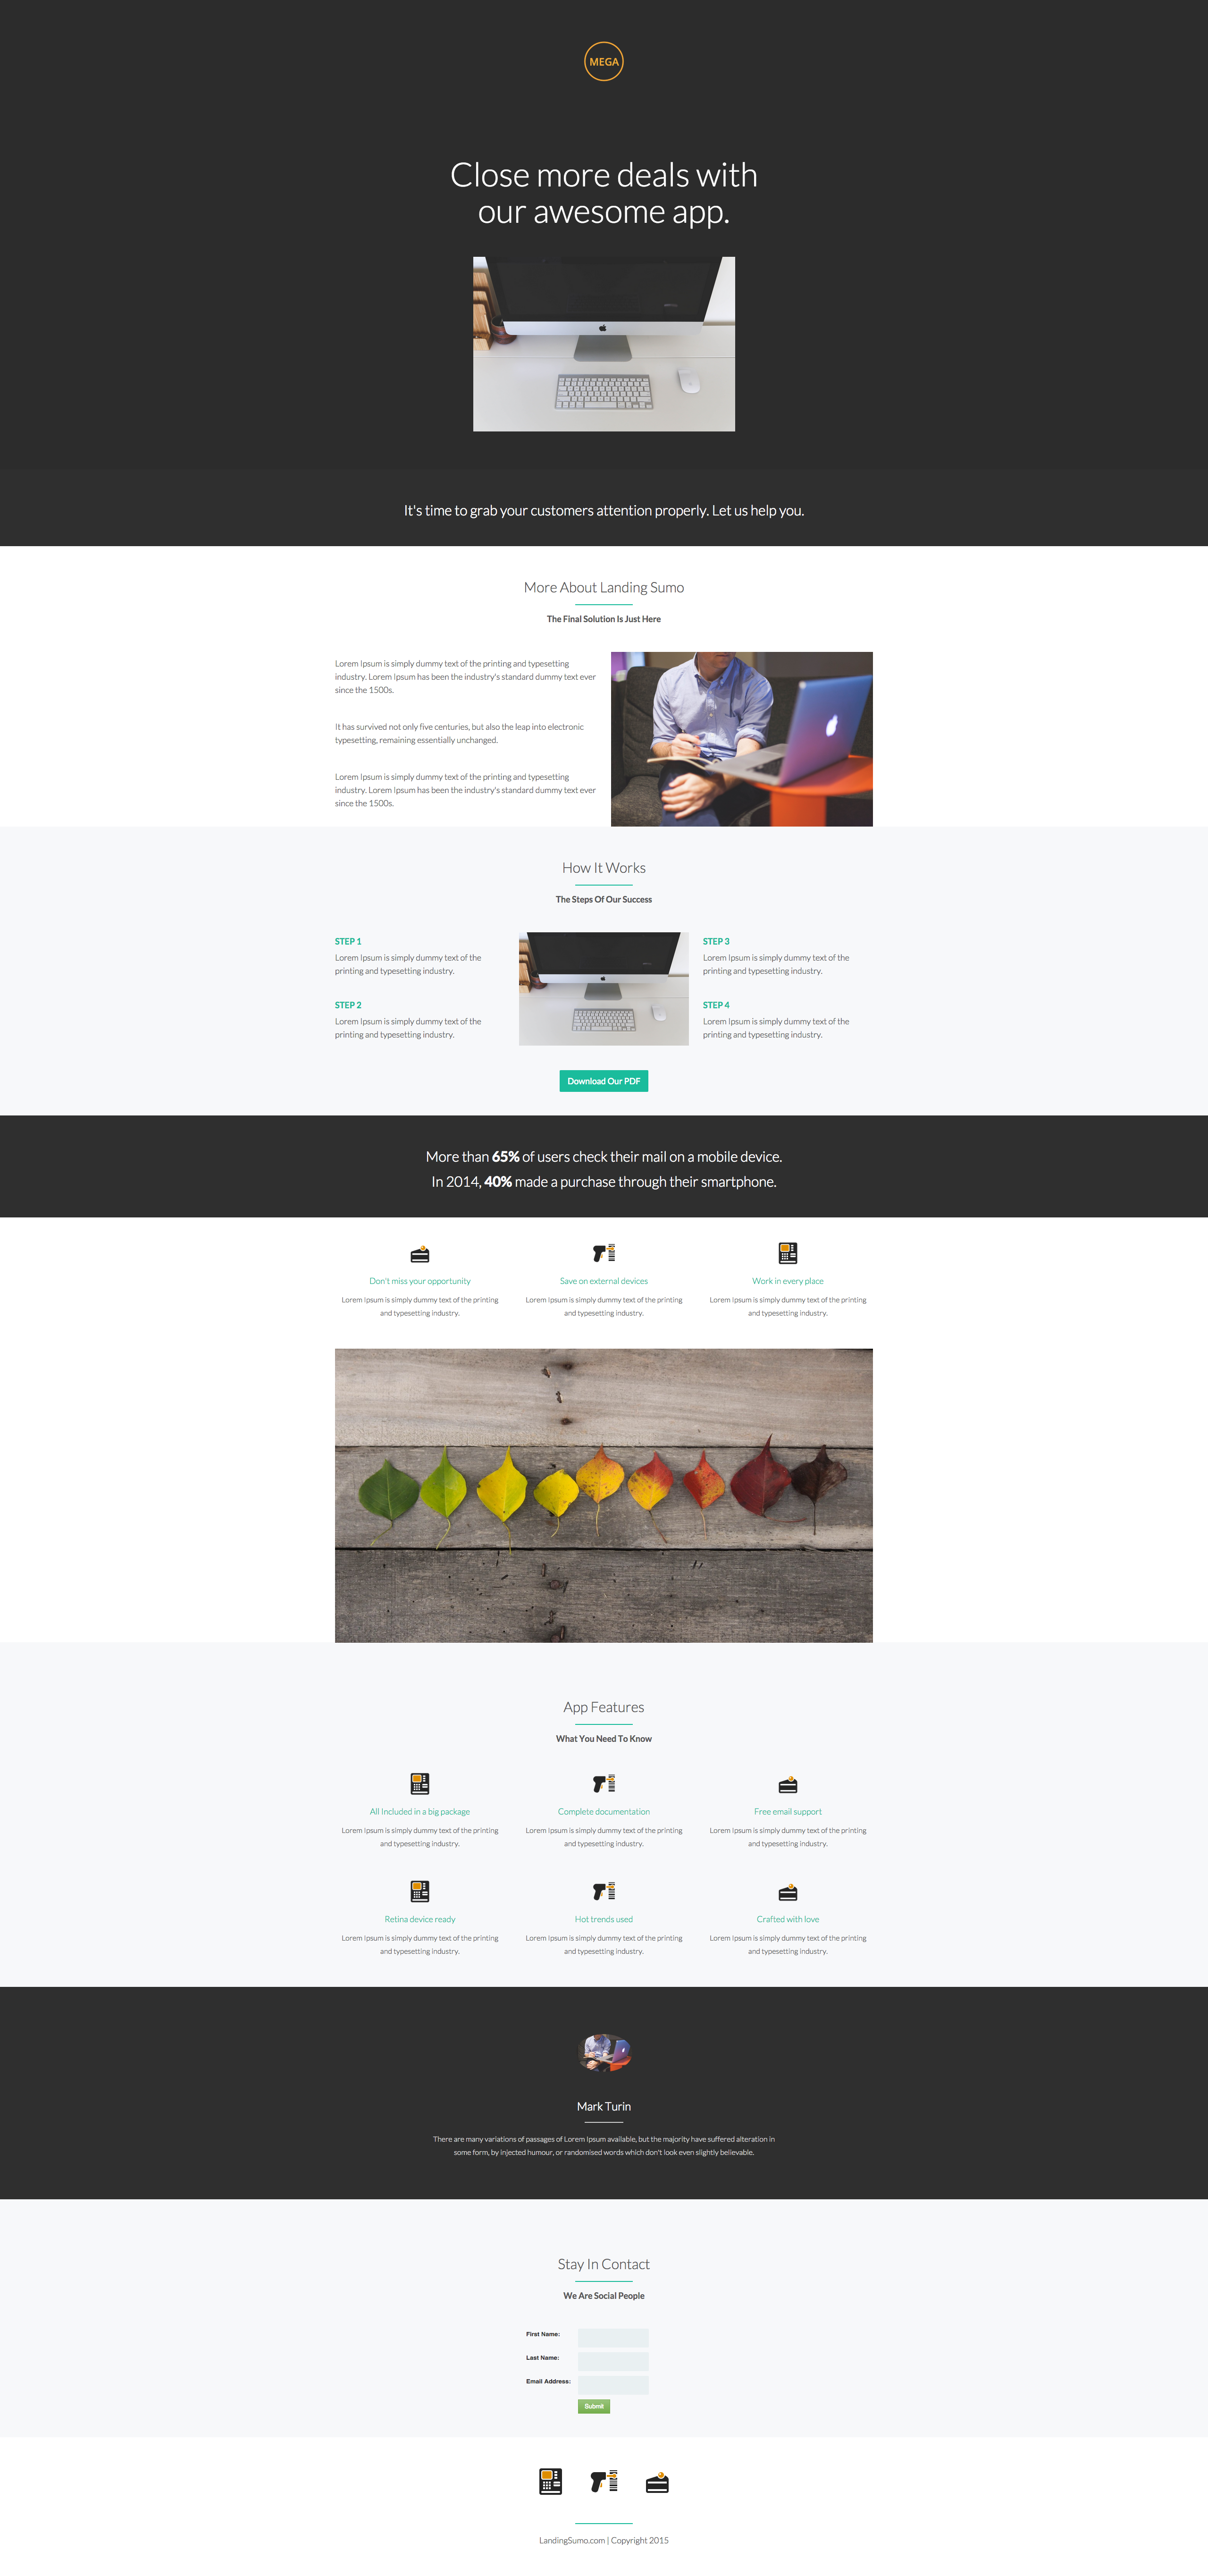 MEGA
Close more deals with
our awesome app.
It's time to grab your customers attention properly. Let us help you.
More About Landing Sumo
The Final Solution Is Just Here
Lorem Ipsum is simply dummy text of the printing and typesetting
industry. Lorem Ipsum has been the industry's standard dummy text ever
since the 1500s.
It has survived not only five centuries, but also the leap into electronic
typesetting, remaining essentially unchanged.
Lorem Ipsum is simply dummy text of the printing and typesetting
industry. Lorem Ipsum has been the industry's standard dummy text ever
since the 1500s.
How It Works
The Steps Of Our Success
STEP 1
Lorem Ipsum is simply dummy text of the
printing and typesetting industry.
STEP 2
Lorem Ipsum is simply dummy text of the
printing and typesetting industry.
STEP 3
Lorem Ipsum is simply dummy text of the
printing and typesetting industry.
STEP 4
Lorem Ipsum is simply dummy text of the
printing and typesetting industry.
Download Our PDF
More than 65% of users check their mail on a mobile device.
In 2014, 40% made a purchase through their smartphone.
Don't miss your opportunity
Lorem Ipsum is simply dummy text of the printing
and typesetting industry.
Save on external devices
Lorem Ipsum is simply dummy text of the printing
and typesetting industry.
Work in every place
Lorem Ipsum is simply dummy text of the printing
and typesetting industry.
App Features
What You Need To Know
All Included in a big package
Lorem Ipsum is simply dummy text of the printing
and typesetting industry.
Complete documentation
Lorem Ipsum is simply dummy text of the printing
and typesetting industry.
Free email support
Lorem Ipsum is simply dummy text of the printing
and typesetting industry.
Retina device ready
Lorem Ipsum is simply dummy text of the printing
and typesetting industry.
Hot trends used
Lorem Ipsum is simply dummy text of the printing
and typesetting industry.
Crafted with love
Lorem Ipsum is simply dummy text of the printing
and typesetting industry.
Mark Turin
There are many variations of passages of Lorem Ipsum available, but the majority have suffered alteration in
some form, by injected humour, or randomised words which don't look even slightly believable.
Stay In Contact
We Are Social People
First Name:
Last Name:
Email Address:
Submit
LandingSumo.com | Copyright 2015